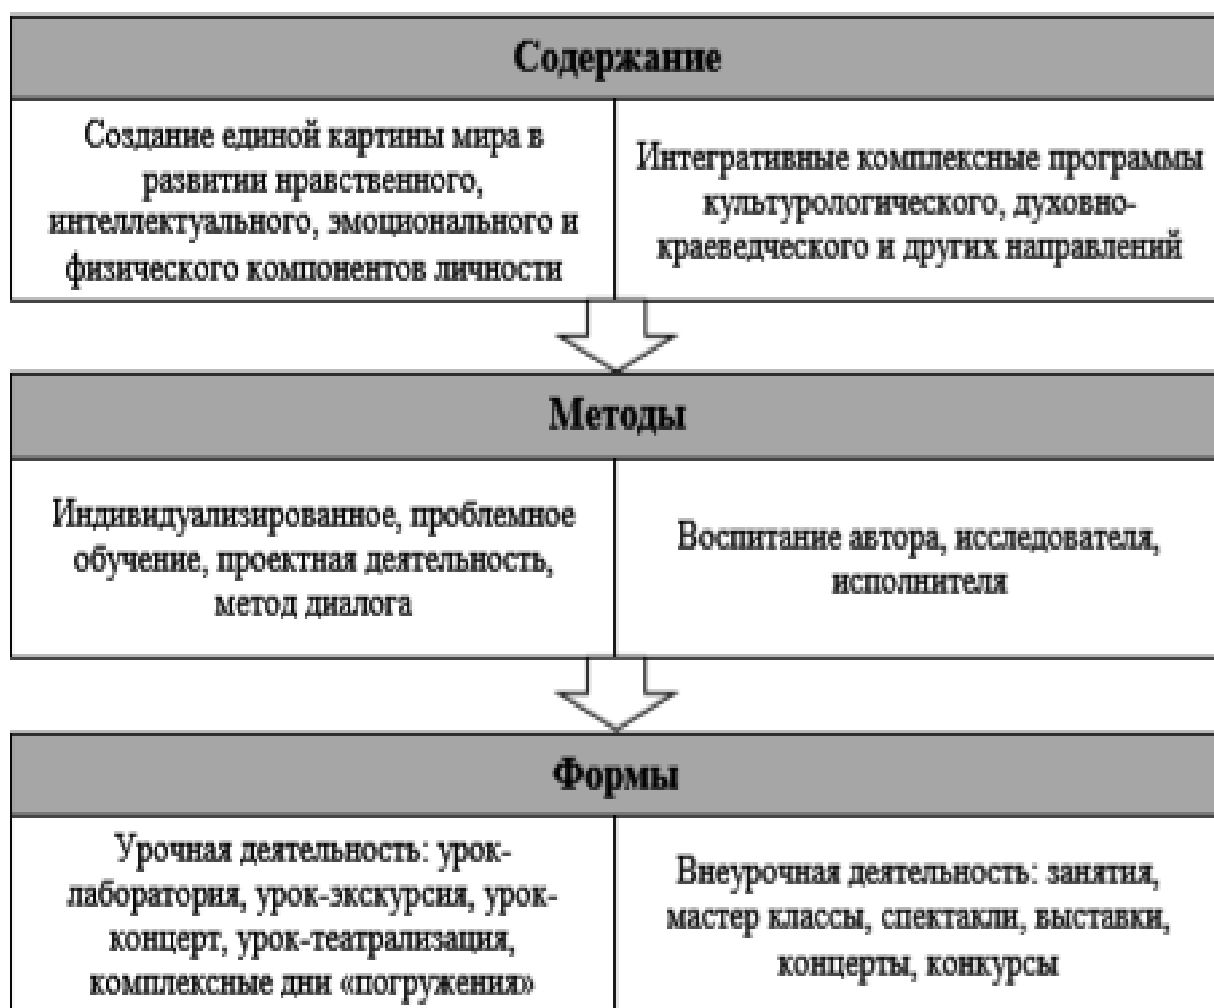 Содержание
Создание единой картины мира в
развитии нравственного,
интеллектуального, эмоционального и
физического компонентов личности
Интегративные комплексные программы
культурологического, духовно-
краеведческого и других направлений
Методы
Индивидуализированное, проблемное
обучение, проектная деятельность,
метод диалога
Воспитание автора, исследователя,
исполнителя
Формы
Урочная деятельность: урок-
лаборатория, урок-экскурсия, урок-
концерт, урок-театрализация,
комплексные дни «погружения»
Внеурочная деятельность: занятия,
мастер классы, спектакли, выставки,
концерты, конкурсы